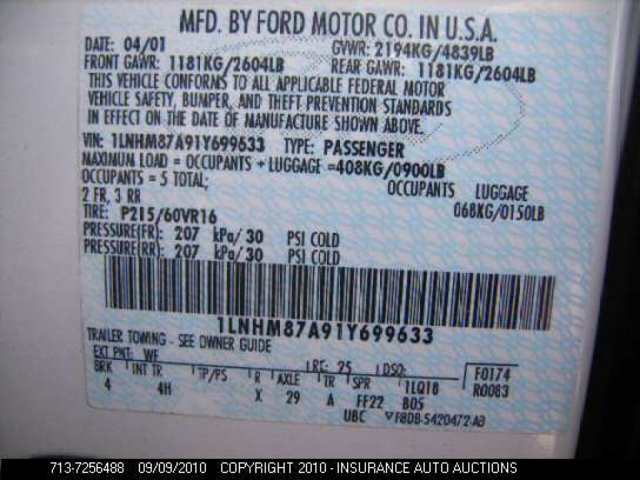 MFD. BY FORD MOTOR CO. IN U.S.A.
DATE: 04/01 GVWR: 2194KG/4839LB
FRONT GAWR: 1181KG/2604LB REAR GAWR: 1181KG/2604LB
THIS VEHICLE CONFORMS TO ALL APPLICABLE FEDERAL MOTOR
VEHICLE SAFETY, BUMPER, AND THEFT PREVENTION STANDARDS
IN EFFECT ON THE DATE OF MANUFACTURE SHOWN ABOVE.
VIN: 1LNHM87A91Y699633 TYPE: PASSENGER
MAXIMUM LOAD = OCCUPANTS + LUGGAGE =408KG/0900LB
OCCUPANTS = 5 TOTAL; OCCUPANTS LUGGAGE
2 FR, 3 RR 068KG/0150LB
TIRE: P215/60VR16
PRESSURE(FR): 207 kPa/30 PSI COLD
PRESSURE(RR): 207 kPa/30 PSI COLD
1LNHM87A91Y699633
TRAILER TOWING - SEE OWNER GUIDE
EXT PNT: WF RF: 25 DSO: F0174
BRK INT TR TP/PS R AXLE TR SPR 1LQ18 R0083
4 4H X 29 A FF22 B05
UBC F8DB-5420472-AB
713-7256488 09/09/2010 COPYRIGHT 2010 - INSURANCE AUTO AUCTIONS